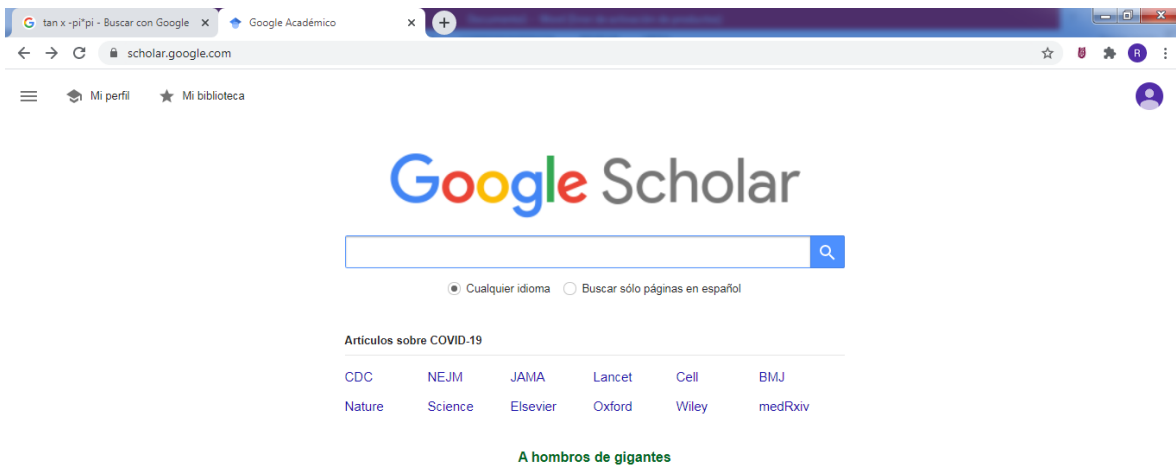 tan x -pi*pi - Buscar con Google
Google Académico
scholar.google.com
R
Mi perfil
Mi biblioteca
Google Scholar
Cualquier idioma
Buscar sólo páginas en español
Artículos sobre COVID-19
CDC NEJM JAMA Lancet Cell BMJ
Nature Science Elsevier Oxford Wiley medRxiv
A hombros de gigantes